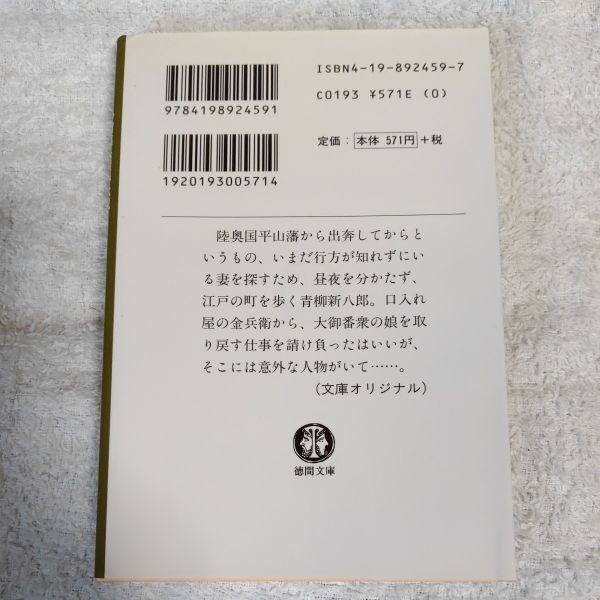 ISBN4-19-892459-7
C0193 ¥571E (0)
9784198924591
定価：本体 571円＋税
1920193005714
陸奥国平山藩から出奔してからと
いうもの、いまだ行方が知れずにい
る妻を探すため、昼夜を分かたず、
江戸の町を歩く青柳新八郎。口入れ
屋の金兵衛から、大御番衆の娘を取
り戻す仕事を請け負ったはいいが、
そこには意外な人物がいて……。
（文庫オリジナル）
徳間文庫